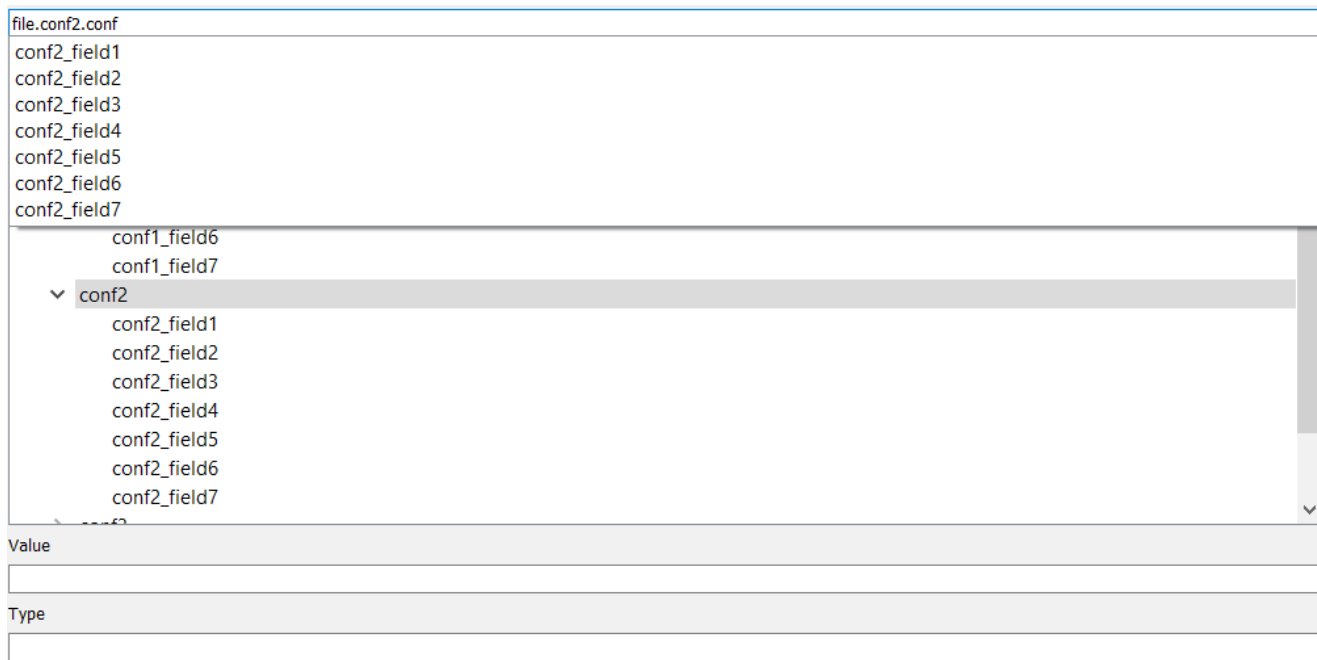 file.conf2.conf
conf2_field1
conf2_field2
conf2_field3
conf2_field4
conf2_field5
conf2_field6
conf2_field7
conf1_field6
conf1_field7
conf2
conf2_field1
conf2_field2
conf2_field3
conf2_field4
conf2_field5
conf2_field6
conf2_field7
Value
Type